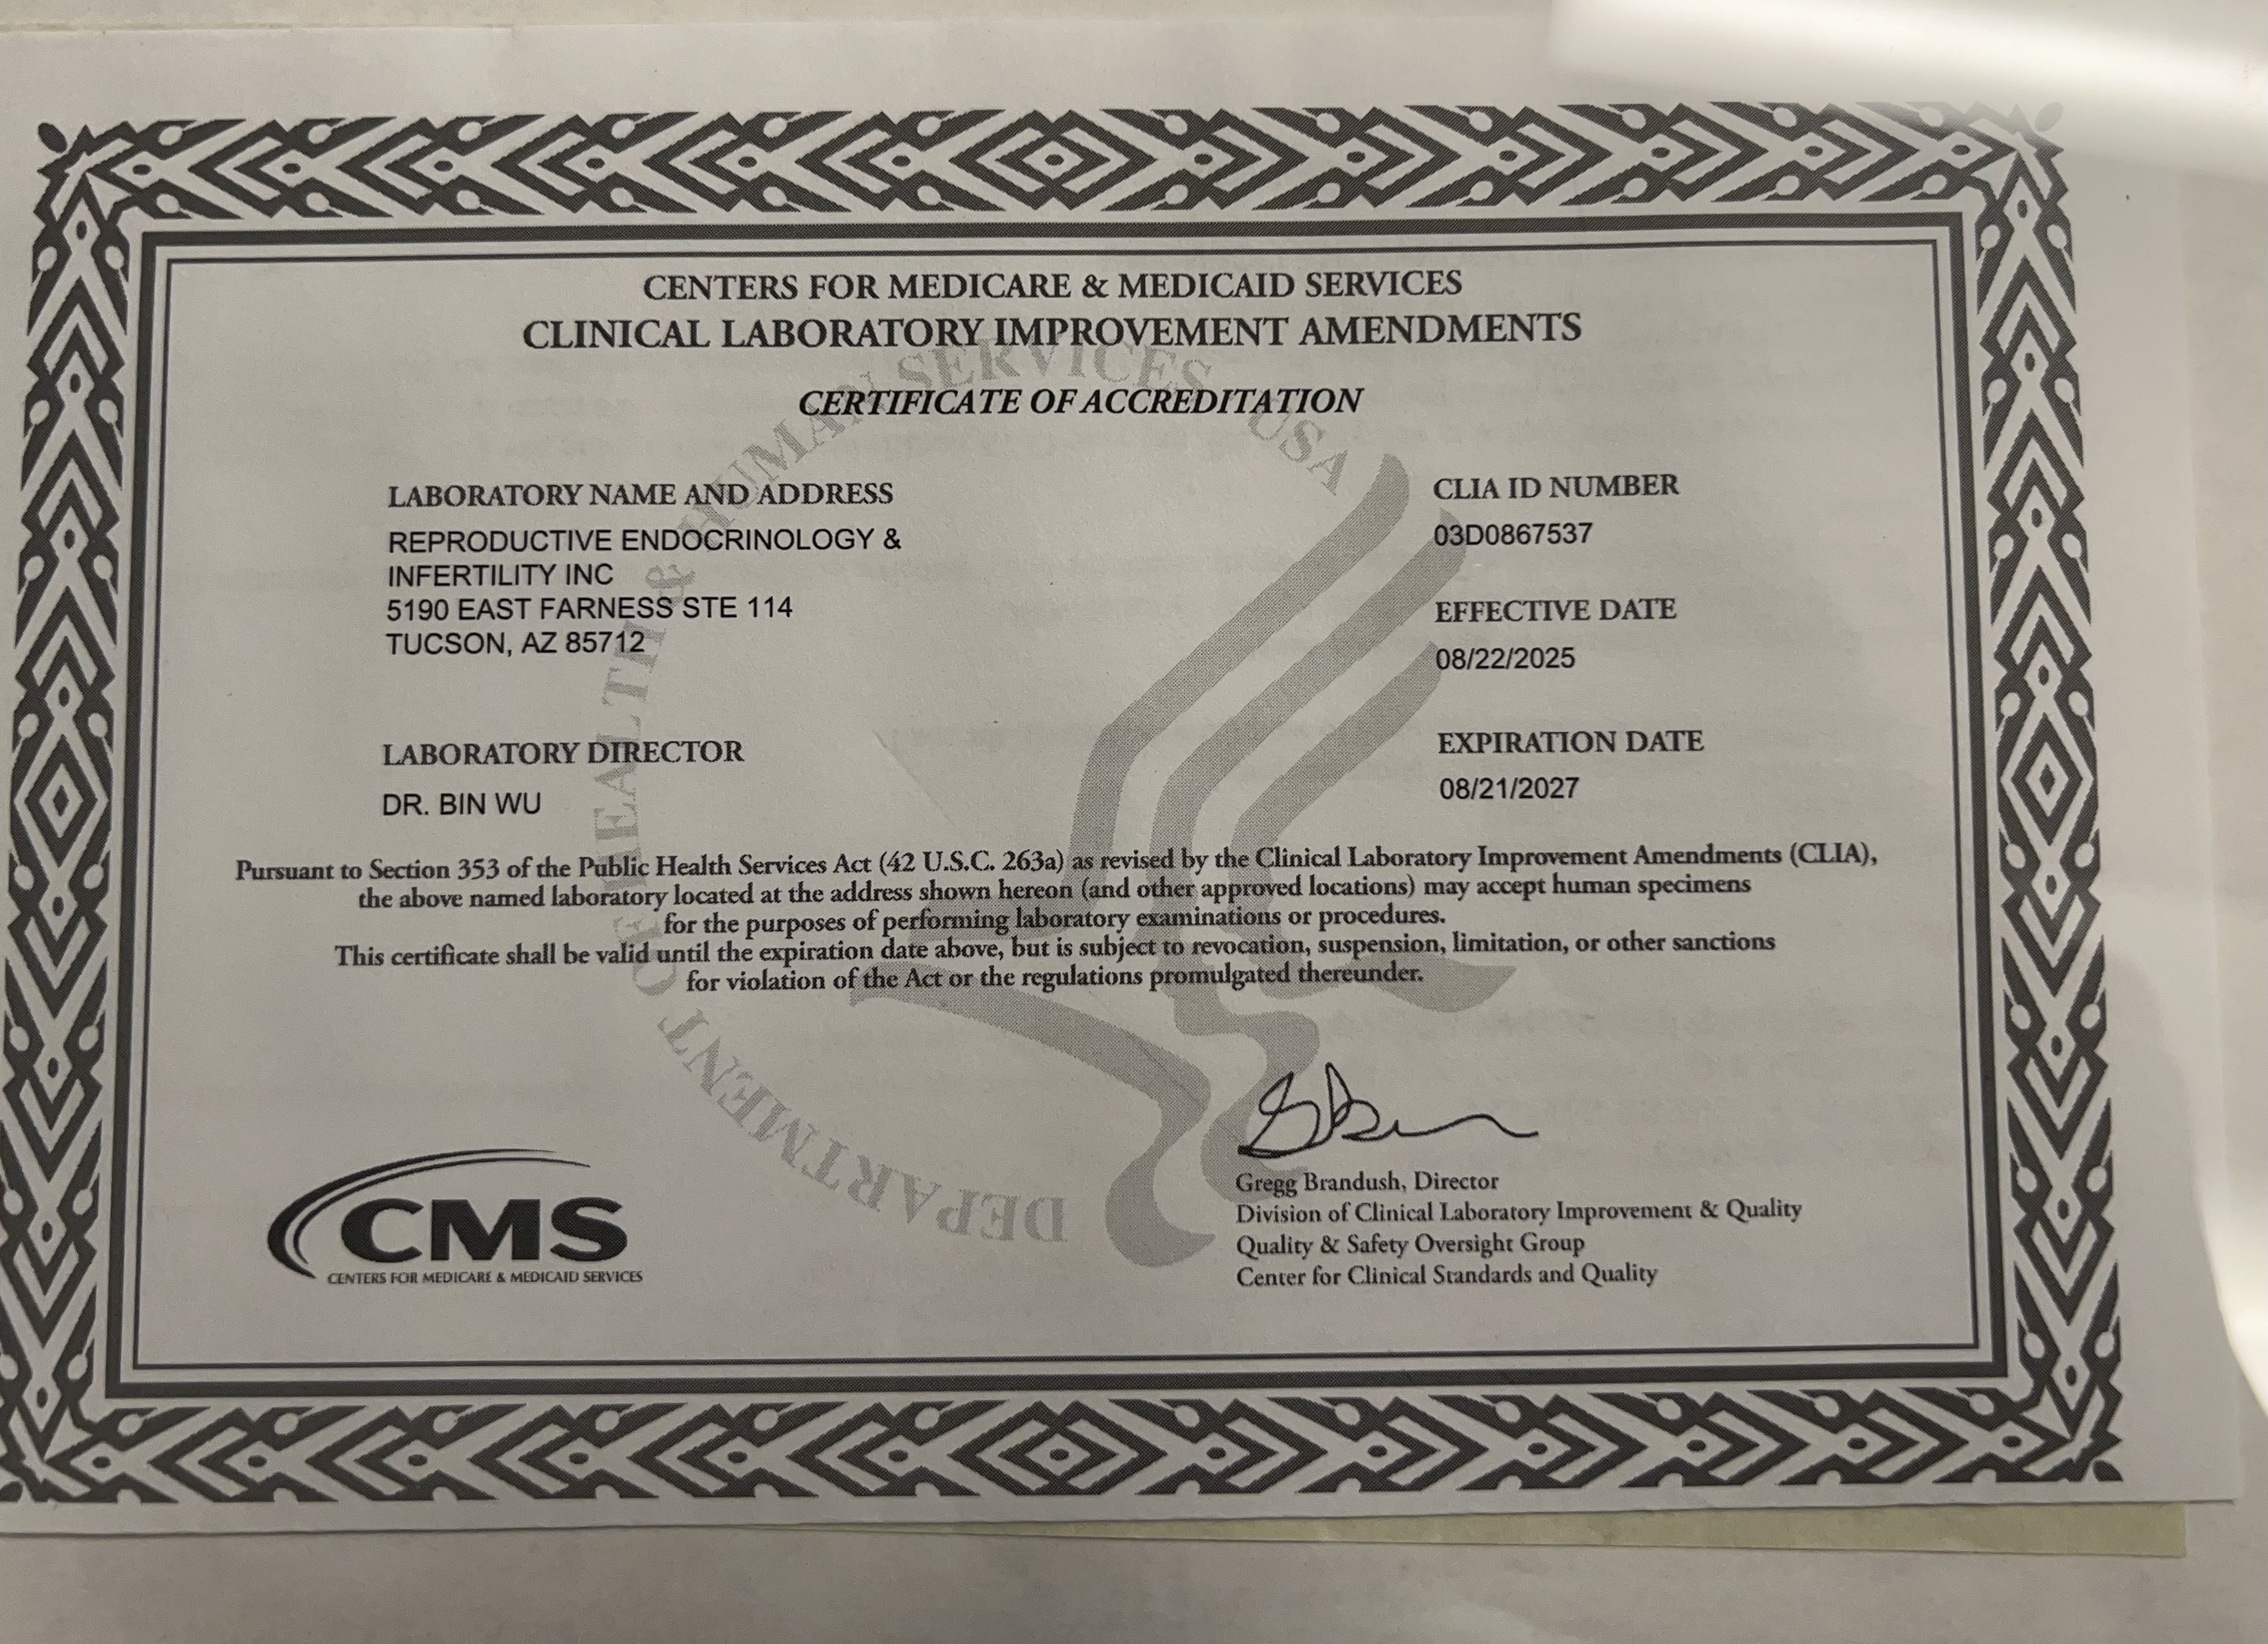 CENTERS FOR MEDICARE & MEDICAID SERVICES
CLINICAL LABORATORY IMPROVEMENT AMENDMENTS
CERTIFICATE OF ACCREDITATION
LABORATORY NAME AND ADDRESS
REPRODUCTIVE ENDOCRINOLOGY &
INFERTILITY INC
5190 EAST FARNESS STE 114
TUCSON, AZ 85712
CLIA ID NUMBER
03D0867537
EFFECTIVE DATE
08/22/2025
LABORATORY DIRECTOR
DR. BIN WU
EXPIRATION DATE
08/21/2027
Pursuant to Section 353 of the Public Health Services Act (42 U.S.C. 263a) as revised by the Clinical Laboratory Improvement Amendments (CLIA),
the above named laboratory located at the address shown hereon (and other approved locations) may accept human specimens
for the purposes of performing laboratory examinations or procedures.
This certificate shall be valid until the expiration date above, but is subject to revocation, suspension, limitation, or other sanctions
for violation of the Act or the regulations promulgated thereunder.
DEPARTMENT OF HEALTH & HUMAN SERVICES USA
CMS
CENTERS FOR MEDICARE & MEDICAID SERVICES
Gregg Brandush, Director
Division of Clinical Laboratory Improvement & Quality
Quality & Safety Oversight Group
Center for Clinical Standards and Quality